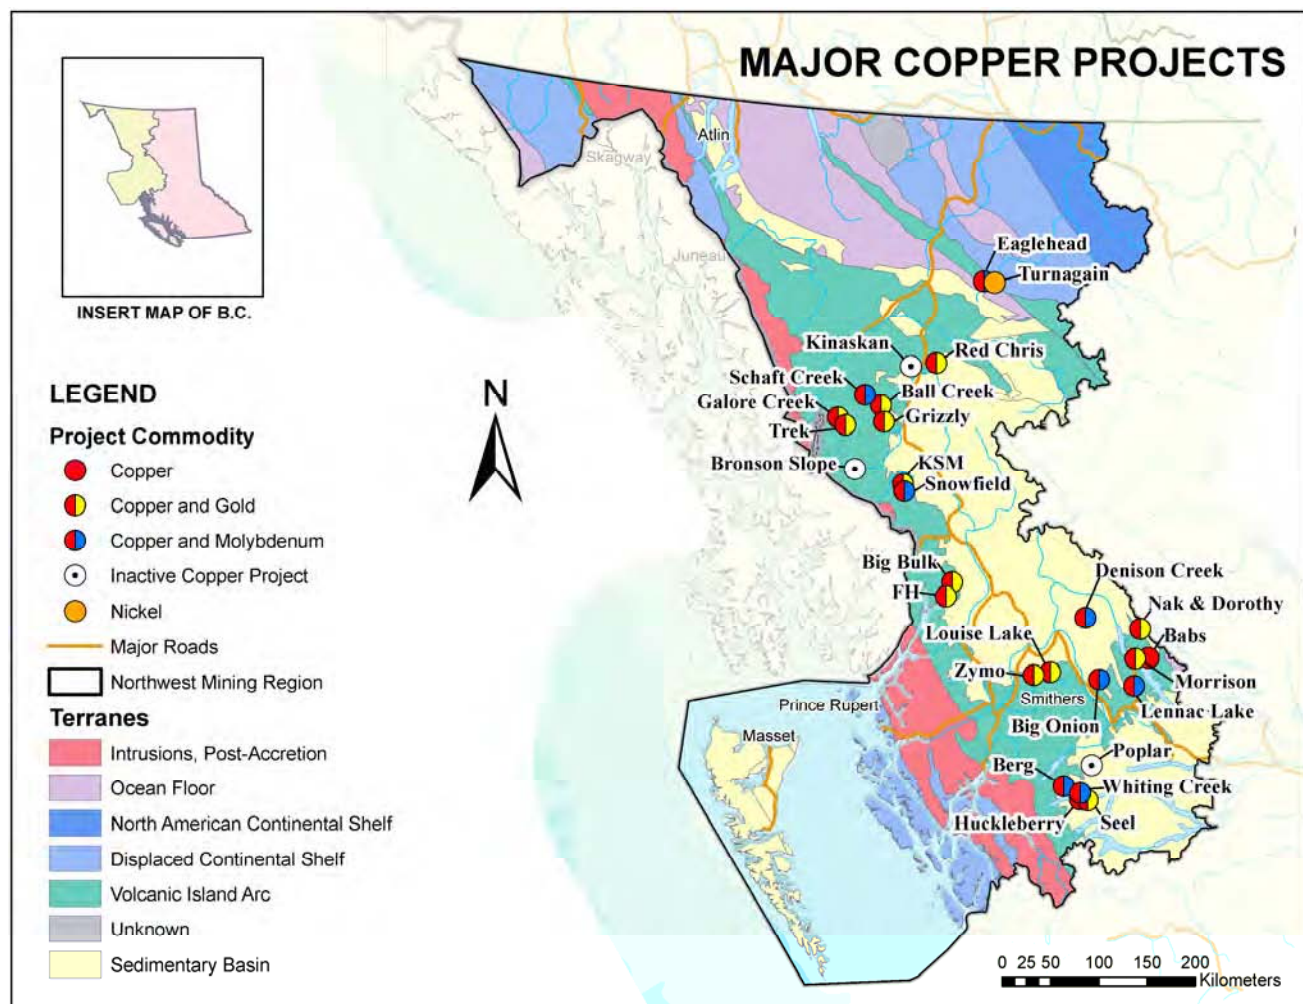 MAJOR COPPER PROJECTS
INSERT MAP OF B.C.
LEGEND
Project Commodity
Copper
Copper and Gold
Copper and Molybdenum
Inactive Copper Project
Nickel
Major Roads
Northwest Mining Region
Terranes
Intrusions, Post-Accretion
Ocean Floor
North American Continental Shelf
Displaced Continental Shelf
Volcanic Island Arc
Unknown
Sedimentary Basin
N
Atlin
Skagway
Juneau
Eaglehead
Turnagain
Kinaskan
Red Chris
Schaft Creek
Ball Creek
Galore Creek
Grizzly
Trek
Bronson Slope
KSM
Snowfield
Big Bulk
FH
Denison Creek
Nak & Dorothy
Louise Lake
Babs
Zymo
Morrison
Smithers
Lennac Lake
Prince Rupert
Big Onion
Masset
Poplar
Berg
Whiting Creek
Huckleberry
Seel
0 25 50 100 150 200
Kilometers